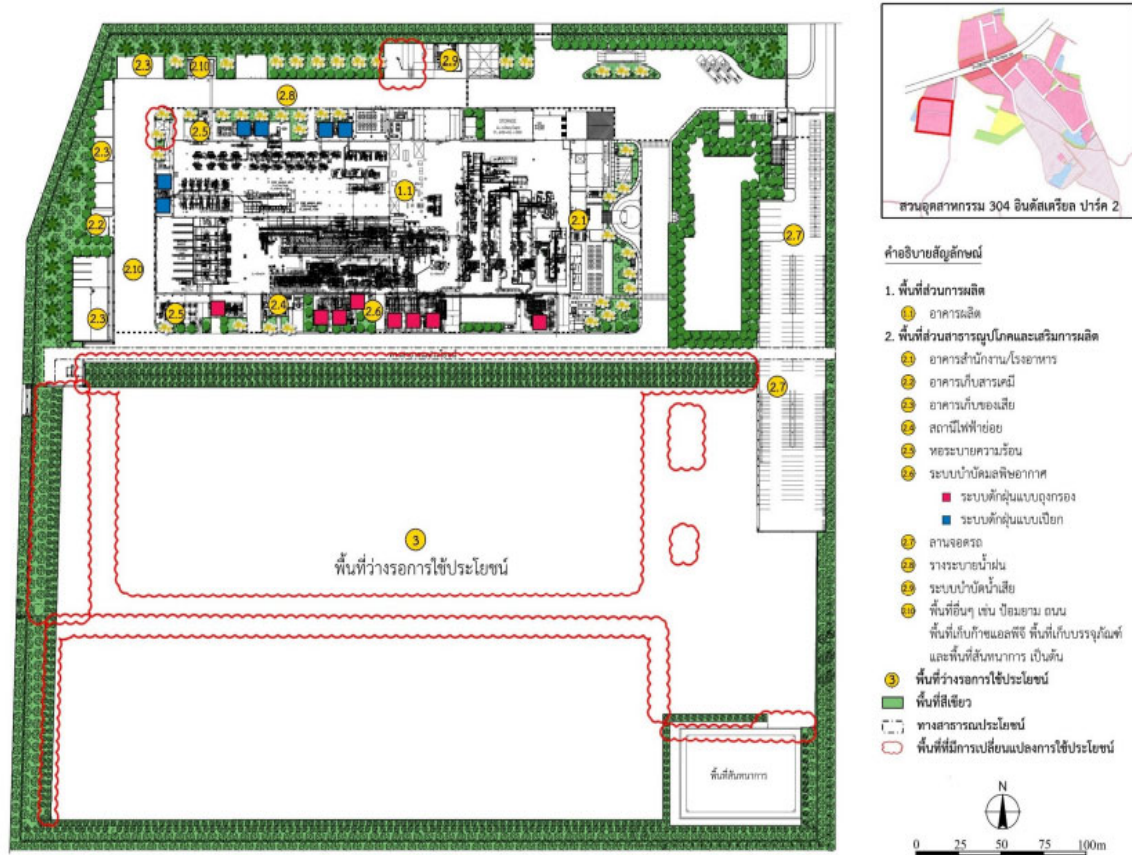 2.3
2.10
2.9
2.8
2.5
STORAGE
2.3
1.1
2.2
2.1
2.7
2.10
2.3
2.5
2.4
2.6
2.7
3
พื้นที่ว่างรอการใช้ประโยชน์
พื้นที่สันทนาการ
สวนอุตสาหกรรม 304 อินดัสเตรียล ปาร์ค 2
คำอธิบายสัญลักษณ์
1. พื้นที่ส่วนการผลิต
1.1 อาคารผลิต
2. พื้นที่ส่วนสาธารณูปโภคและเสริมการผลิต
2.1 อาคารสำนักงาน/โรงอาหาร
2.2 อาคารเก็บสารเคมี
2.3 อาคารเก็บของเสีย
2.4 สถานีไฟฟ้าย่อย
2.5 หอระบายความร้อน
2.6 ระบบบำบัดมลพิษอากาศ
ระบบดักฝุ่นแบบถุงกรอง
ระบบดักฝุ่นแบบเปียก
2.7 ลานจอดรถ
2.8 รางระบายน้ำฝน
2.9 ระบบบำบัดน้ำเสีย
2.10 พื้นที่อื่นๆ เช่น ป้อมยาม ถนน
พื้นที่เก็บก๊าซแอลพีจี พื้นที่เก็บบรรจุภัณฑ์
และพื้นที่สันทนาการ เป็นต้น
3 พื้นที่ว่างรอการใช้ประโยชน์
พื้นที่สีเขียว
ทางสาธารณประโยชน์
พื้นที่ที่มีการเปลี่ยนแปลงการใช้ประโยชน์
N
0 25 50 75 100m